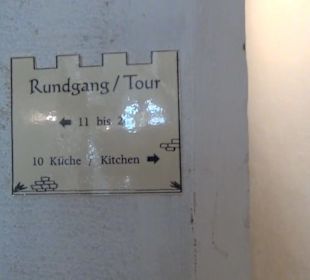 Rundgang / Tour
← 11 bis 2
10 Küche / Kitchen →